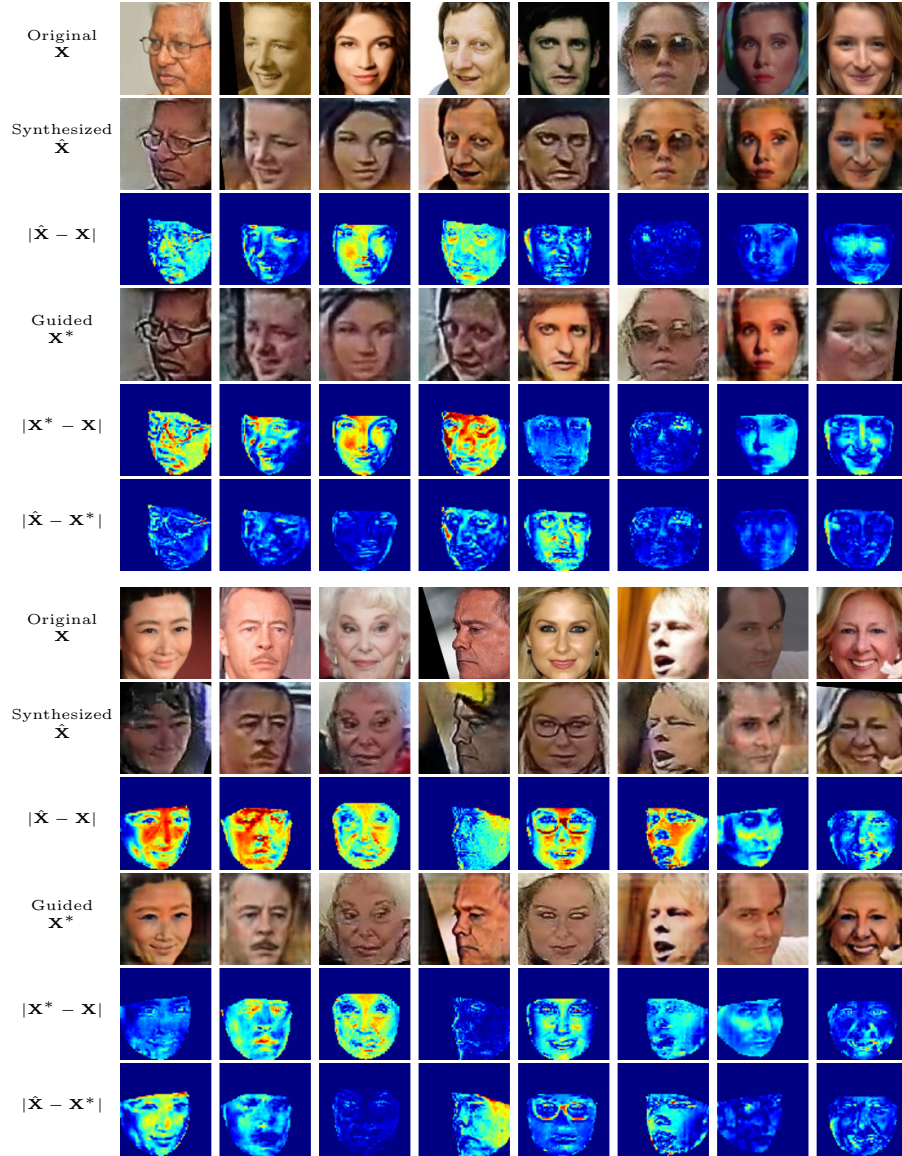 Original
X
Synthesized
X̂
|X̂ − X|
Guided
X*
|X* − X|
|X̂ − X*|
Original
X
Synthesized
X̂
|X̂ − X|
Guided
X*
|X* − X|
|X̂ − X*|